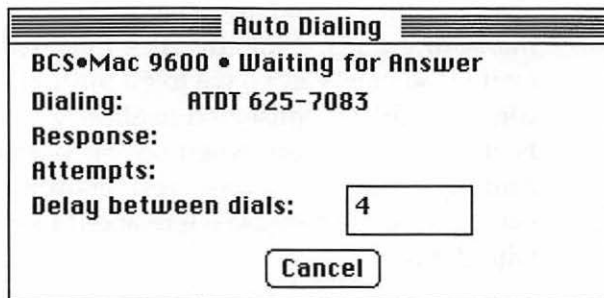 Auto Dialing
BCS•Mac 9600 • Waiting for Answer
Dialing: ATDT 625-7083
Response:
Attempts:
Delay between dials: 4
Cancel